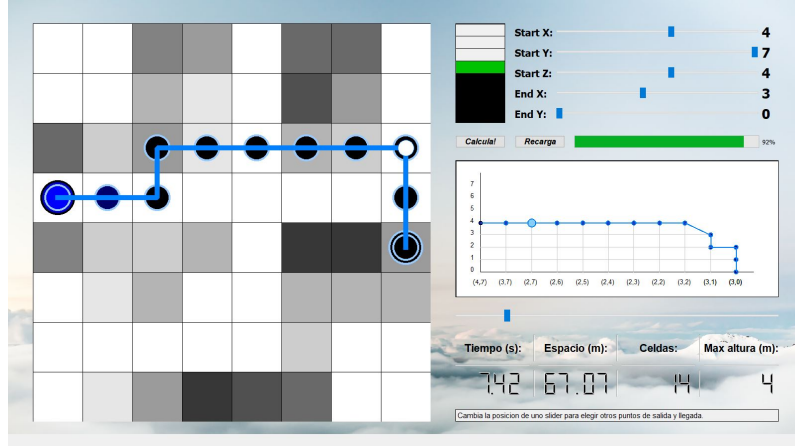 Start X: 4
Start Y: 7
Start Z: 4
End X: 3
End Y: 0
Calcula! Recarga 92%
7
6
5
4
3
2
1
0
(4,7) (3,7) (2,7) (2,6) (2,5) (2,4) (2,3) (2,2) (3,2) (3,1) (3,0)
Tiempo (s): Espacio (m): Celdas: Max altura (m):
7.42 67.07 14 4
Cambia la posicion de uno slider para elegir otros puntos de salida y llegada.